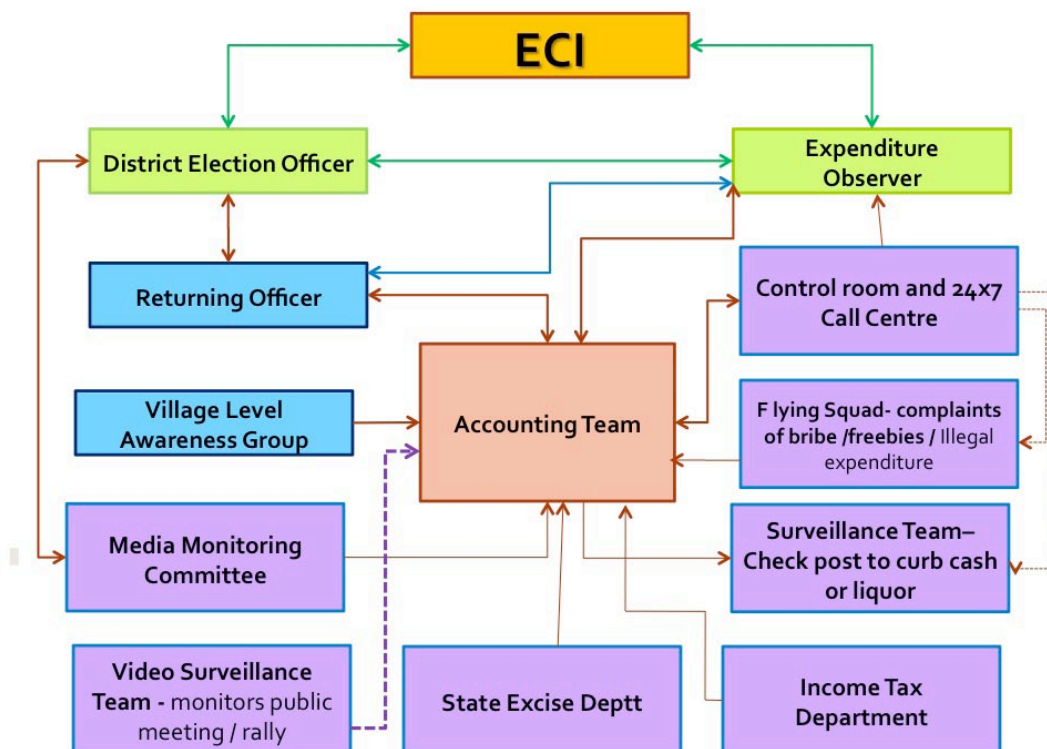 ECI
District Election Officer
Expenditure
Observer
Returning Officer
Control room and 24x7
Call Centre
Village Level
Awareness Group
Accounting Team
F lying Squad- complaints
of bribe /freebies / Illegal
expenditure
Media Monitoring
Committee
Surveillance Team–
Check post to curb cash
or liquor
Video Surveillance
Team - monitors public
meeting / rally
State Excise Deptt
Income Tax
Department